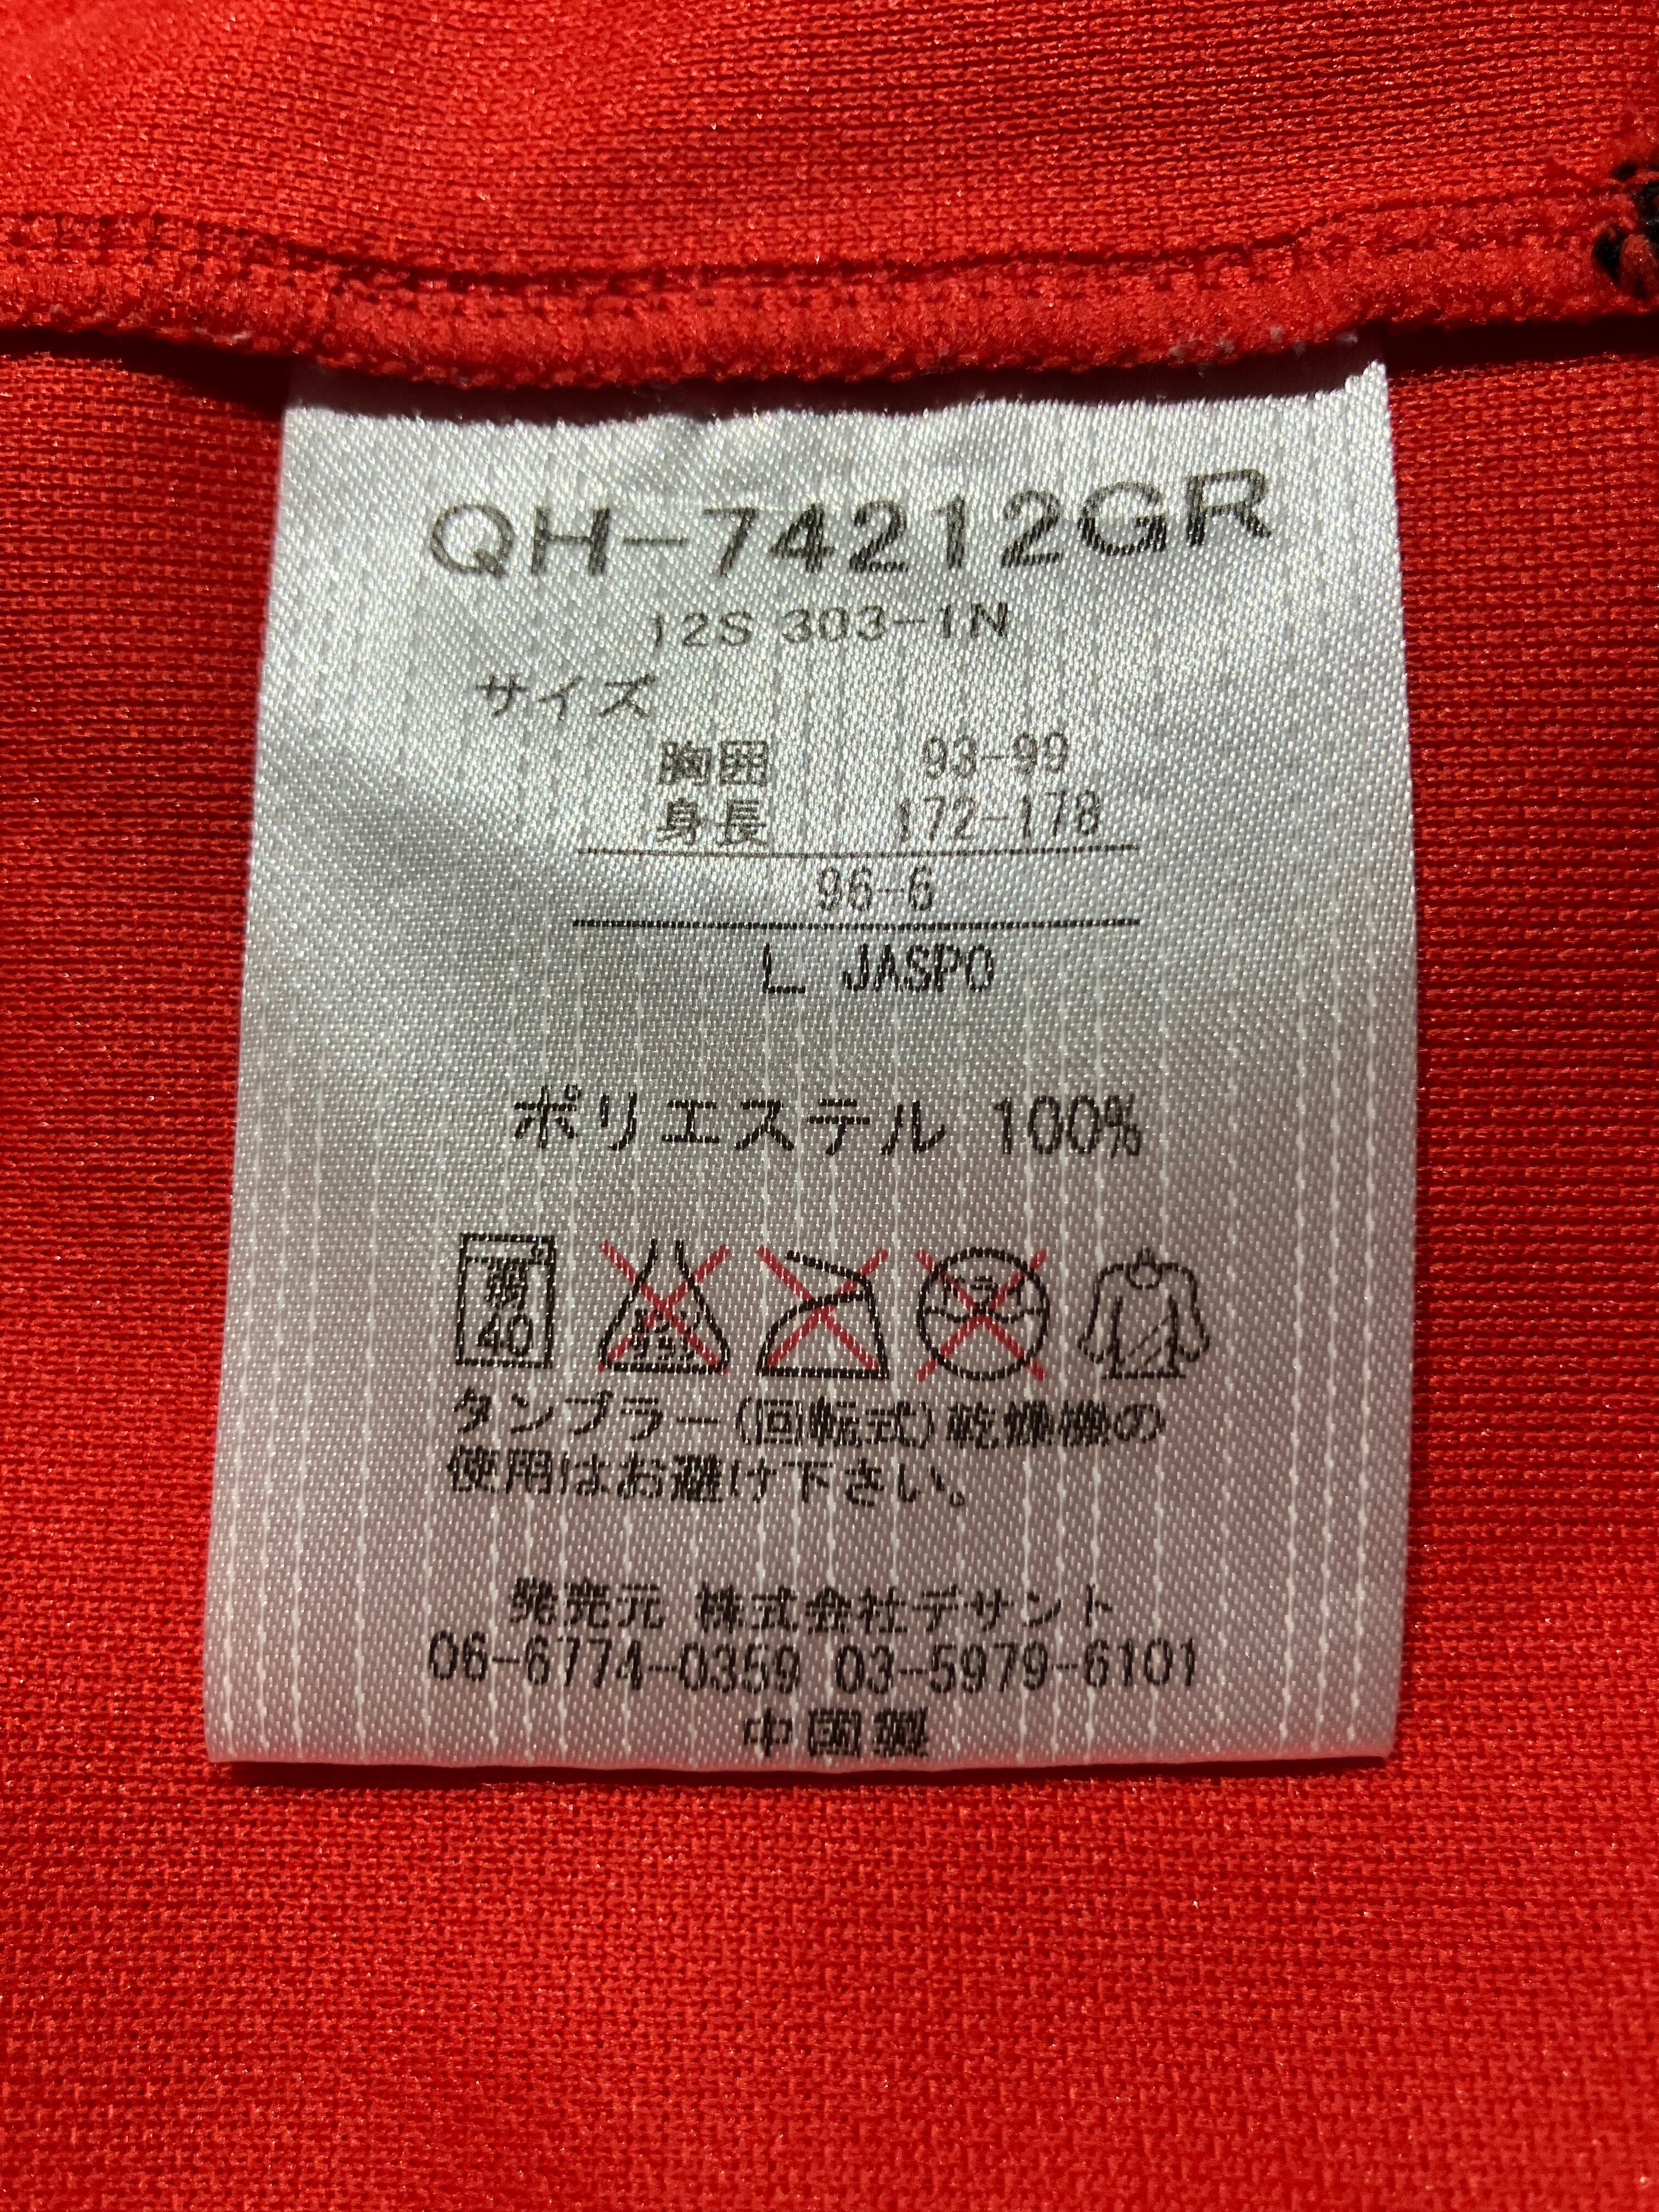 QH-74212GR
12S 303-1N
サイズ
胸囲 93-99
身長 172-178
96-6
L JASPO
ポリエステル 100%
弱 40
タンブラー(回転式)乾燥機の
使用はお避け下さい。
発売元 株式会社デサント
06-6774-0359 03-5979-6101
中国製